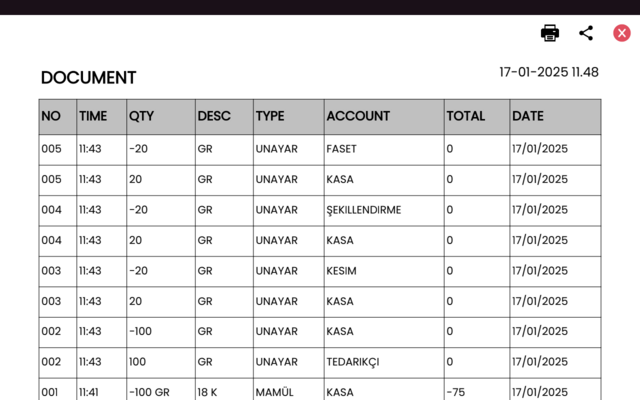 17-01-2025 11.48
DOCUMENT
NO TIME QTY DESC TYPE ACCOUNT TOTAL DATE
005 11:43 -20 GR UNAYAR FASET 0 17/01/2025
005 11:43 20 GR UNAYAR KASA 0 17/01/2025
004 11:43 -20 GR UNAYAR ŞEKILLENDIRME 0 17/01/2025
004 11:43 20 GR UNAYAR KASA 0 17/01/2025
003 11:43 -20 GR UNAYAR KESIM 0 17/01/2025
003 11:43 20 GR UNAYAR KASA 0 17/01/2025
002 11:43 -100 GR UNAYAR KASA 0 17/01/2025
002 11:43 100 GR UNAYAR TEDARIKÇI 0 17/01/2025
001 11:41 -100 GR 18 K MAMÜL KASA -75 17/01/2025